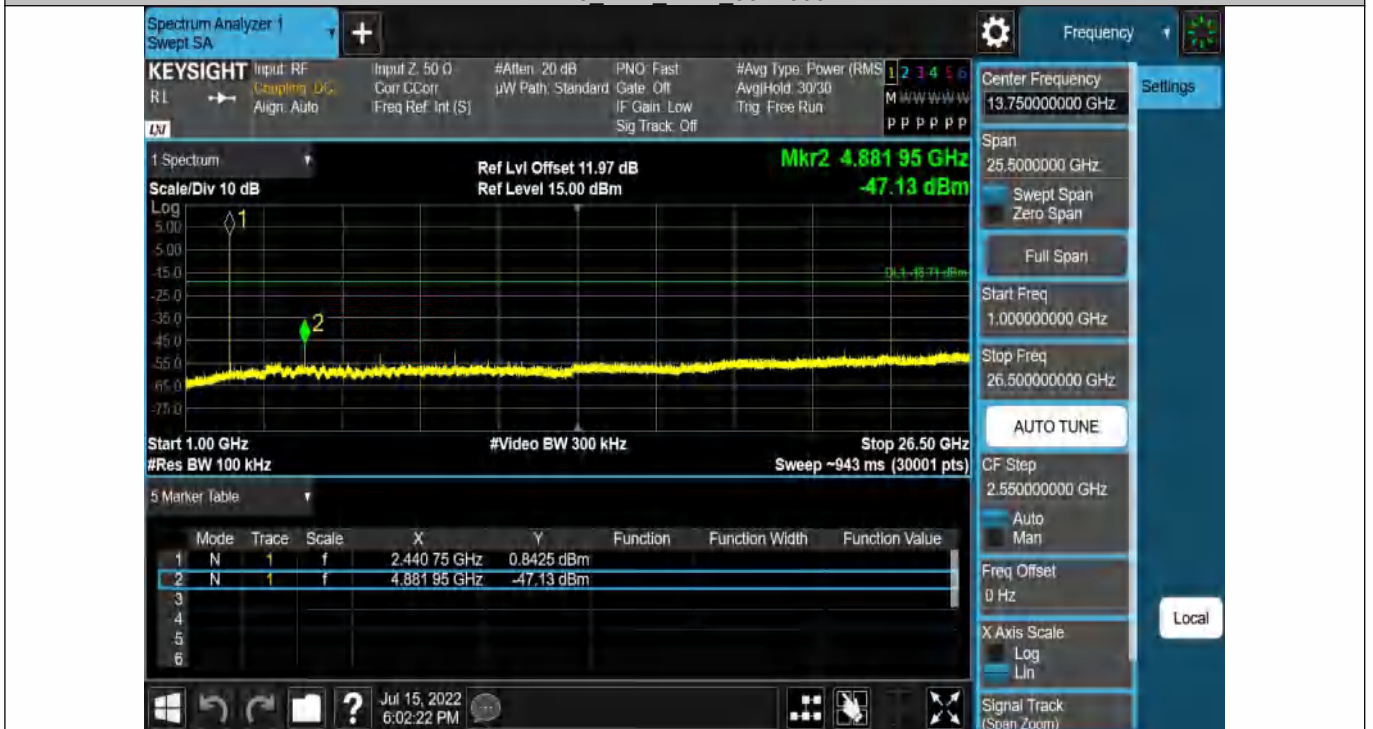 Spectrum Analyzer 1
Swept SA
+
Frequency
KEYSIGHT
RL
LXI
Input: RF
Coupling: DC
Align: Auto
Input Z: 50 Ω
Corr CCorr
Freq Ref: Int (S)
#Atten: 20 dB
µW Path: Standard
PNO: Fast
Gate: Off
IF Gain: Low
Sig Track: Off
#Avg Type: Power (RMS
Avg|Hold: 30/30
Trig: Free Run
1 2 3 4 5 6
M W W W W W
P P P P P P
Center Frequency
13.750000000 GHz
Settings
1 Spectrum
Scale/Div 10 dB
Ref Lvl Offset 11.97 dB
Ref Level 15.00 dBm
Mkr2 4.881 95 GHz
-47.13 dBm
Log
5.00
-5.00
-15.0
-25.0
-35.0
-45.0
-55.0
-65.0
-75.0
1
2
Start 1.00 GHz
#Res BW 100 kHz
#Video BW 300 kHz
Stop 26.50 GHz
Sweep ~943 ms (30001 pts)
Span
25.5000000 GHz
Swept Span
Zero Span
Full Span
Start Freq
1.000000000 GHz
Stop Freq
26.500000000 GHz
AUTO TUNE
CF Step
2.550000000 GHz
Auto
Man
Freq Offset
0 Hz
X Axis Scale
Log
Lin
Signal Track
(Span Zoom)
Local
5 Marker Table
Mode Trace Scale X Y Function Function Width Function Value
1 N 1 f 2.440 75 GHz 0.8425 dBm
2 N 1 f 4.881 95 GHz -47.13 dBm
3
4
5
6
?
Jul 15, 2022
6:02:22 PM